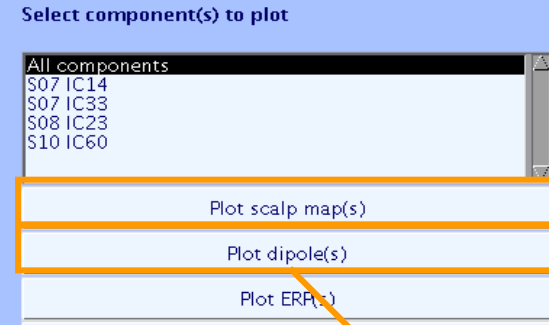 Select component(s) to plot
All components
S07 IC14
S07 IC33
S08 IC23
S10 IC60
Plot scalp map(s)
Plot dipole(s)
Plot ERP(s)